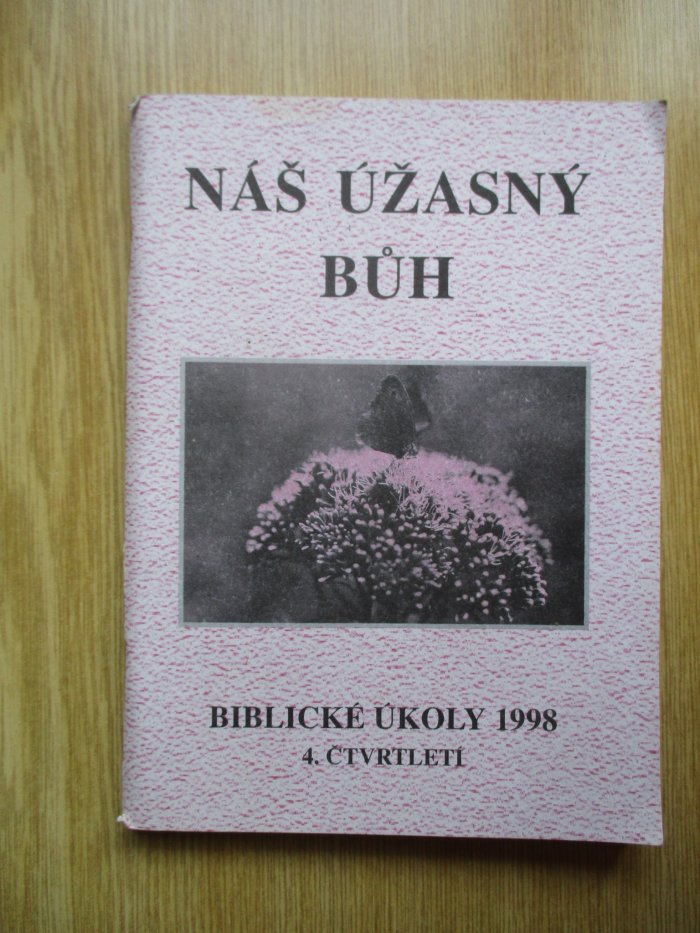 NÁŠ ÚŽASNÝ
BŮH
BIBLICKÉ ÚKOLY 1998
4. ČTVRTLETÍ